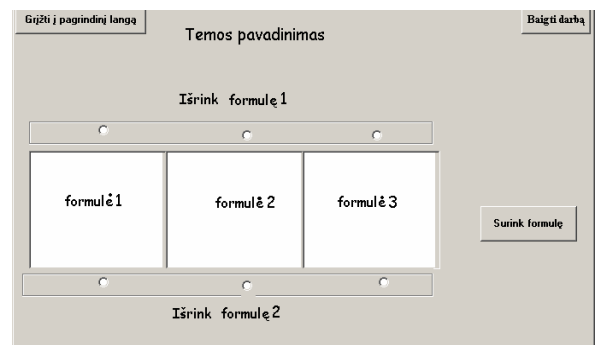 Grįžti į pagrindinį langą
Baigti darbą
Temos pavadinimas
Išrink formulę 1
formulė 1
formulė 2
formulė 3
Surink formulę
Išrink formulę 2